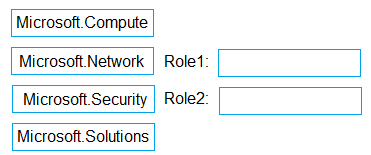 Microsoft.Compute
Microsoft.Network Role1:
Microsoft.Security Role2:
Microsoft.Solutions